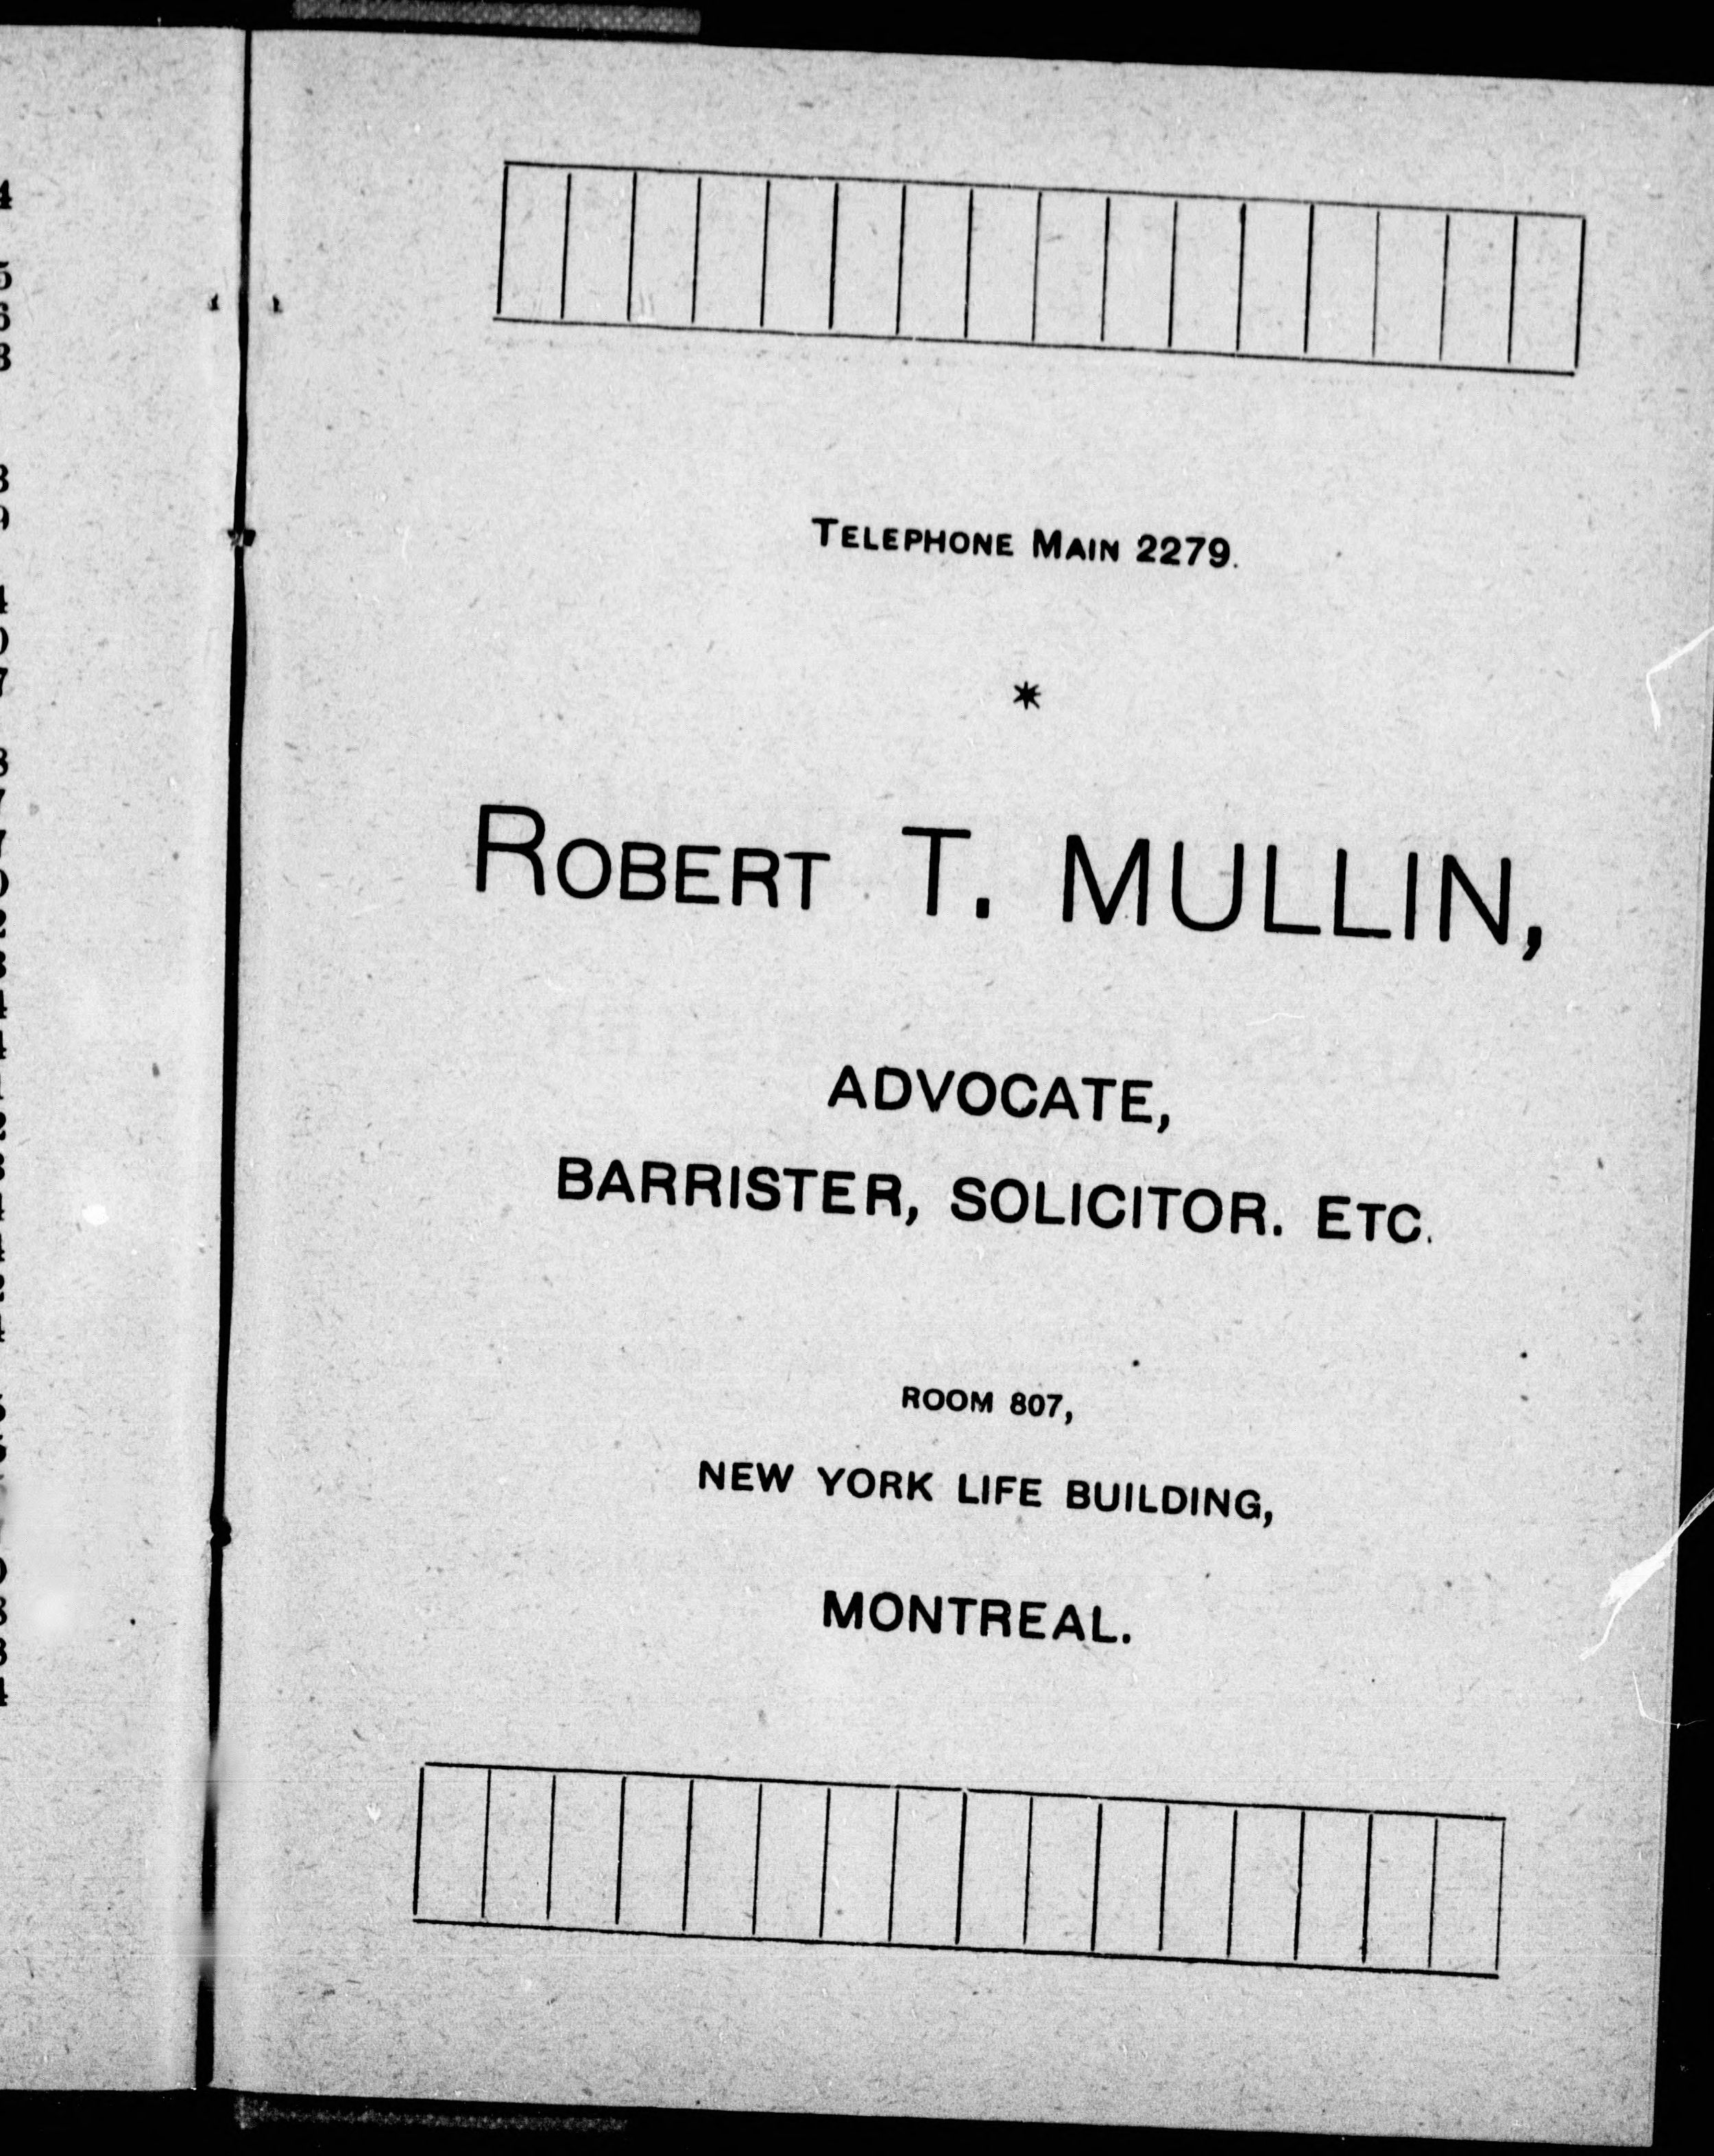 TELEPHONE MAIN 2279.
*
ROBERT T. MULLIN,
ADVOCATE,
BARRISTER, SOLICITOR. ETC.
ROOM 807,
NEW YORK LIFE BUILDING,
MONTREAL.